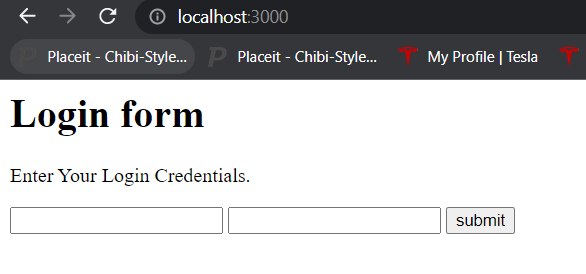 localhost:3000
Placeit - Chibi-Style... Placeit - Chibi-Style... My Profile | Tesla
Login form
Enter Your Login Credentials.
submit